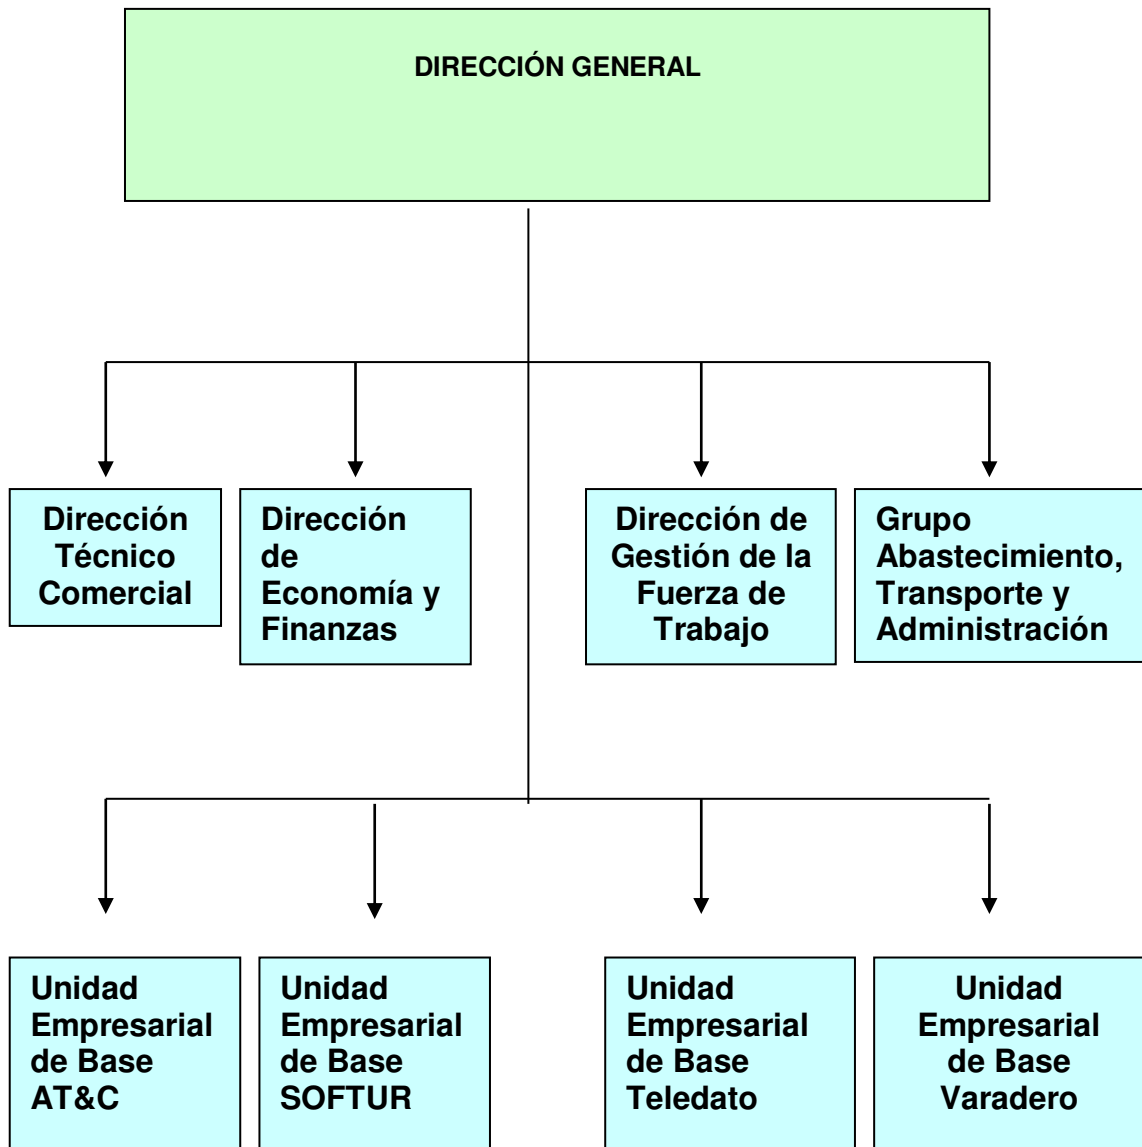 DIRECCIÓN GENERAL
Dirección
Técnico
Comercial
Dirección
de
Economía y
Finanzas
Dirección de
Gestión de la
Fuerza de
Trabajo
Grupo
Abastecimiento,
Transporte y
Administración
Unidad
Empresarial
de Base
AT&C
Unidad
Empresarial
de Base
SOFTUR
Unidad
Empresarial
de Base
Teledato
Unidad
Empresarial
de Base
Varadero